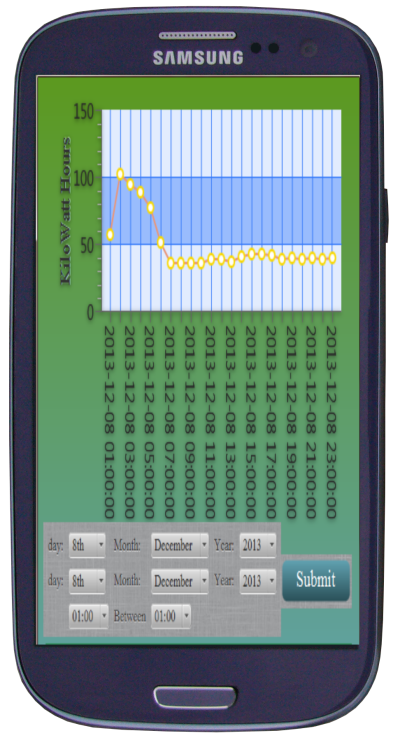 SAMSUNG
150
100
50
0
KiloWatt Hours
2013-12-08 01:00:00
2013-12-08 03:00:00
2013-12-08 05:00:00
2013-12-08 07:00:00
2013-12-08 09:00:00
2013-12-08 11:00:00
2013-12-08 13:00:00
2013-12-08 15:00:00
2013-12-08 17:00:00
2013-12-08 19:00:00
2013-12-08 21:00:00
2013-12-08 23:00:00
day: 8th Month: December Year: 2013
day: 8th Month: December Year: 2013
Submit
01:00 Between 01:00